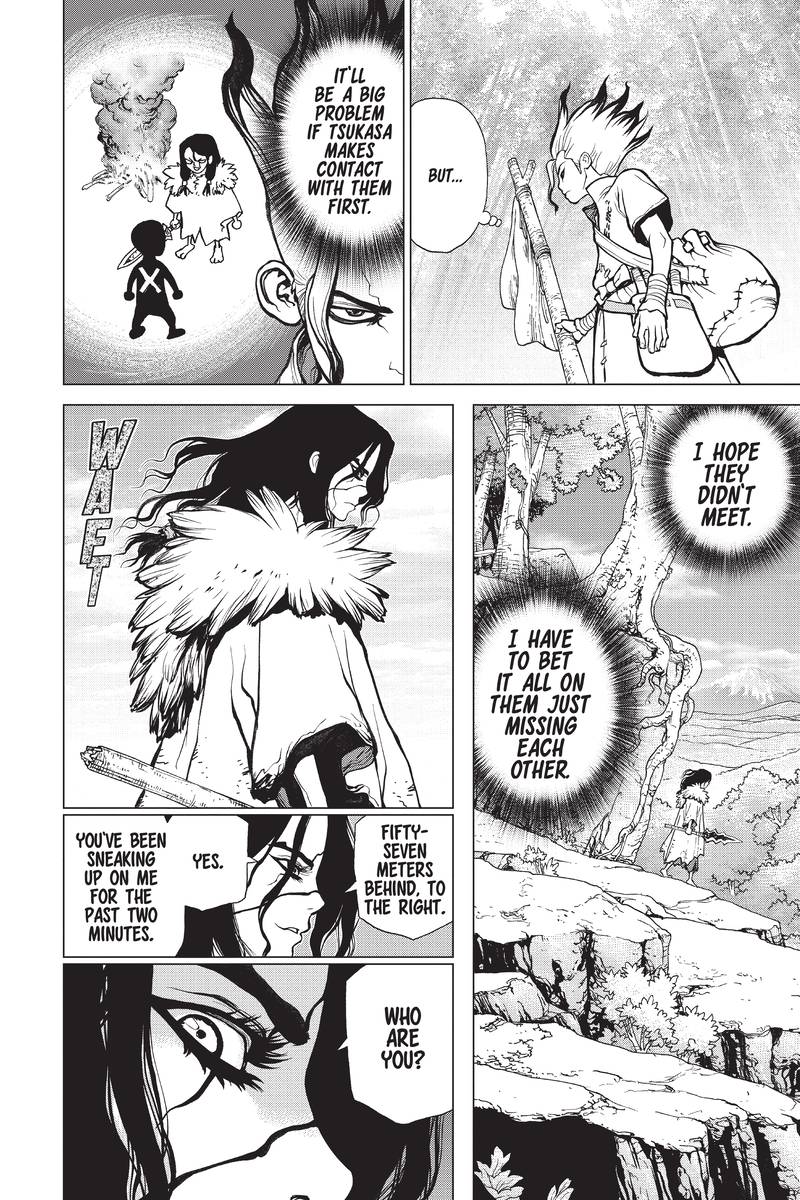 BUT...
IT'LL
BE A BIG
PROBLEM
IF TSUKASA
MAKES
CONTACT
WITH THEM
FIRST.
I HOPE
THEY
DIDN'T
MEET.
I HAVE
TO BET
IT ALL ON
THEM JUST
MISSING
EACH
OTHER.
WAET
FIFTY-
SEVEN
METERS
BEHIND, TO
THE RIGHT.
YES.
YOU'VE BEEN
SNEAKING
UP ON ME
FOR THE
PAST TWO
MINUTES.
WHO
ARE
YOU?